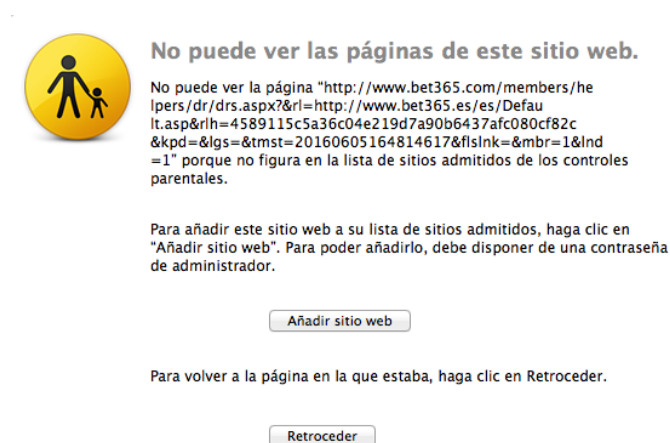 No puede ver las páginas de este sitio web.
No puede ver la página “http://www.bet365.com/members/he
lpers/dr/drs.aspx?&rl=http://www.bet365.es/es/Defau
lt.asp&rlh=4589115c5a36c04e219d7a90b6437afc080cf82c
&kpd=&lgs=&tmst=20160605164814617&flslnk=&mbr=1&lnd
=1” porque no figura en la lista de sitios admitidos de los controles
parentales.
Para añadir este sitio web a su lista de sitios admitidos, haga clic en
“Añadir sitio web”. Para poder añadirlo, debe disponer de una contraseña
de administrador.
Añadir sitio web
Para volver a la página en la que estaba, haga clic en Retroceder.
Retroceder